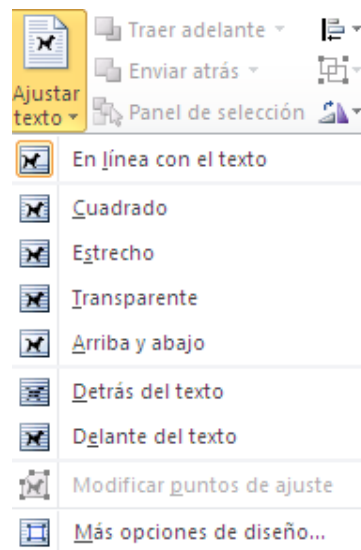 Traer adelante
Enviar atrás
Ajustar
texto
Panel de selección
En línea con el texto
Cuadrado
Estrecho
Transparente
Arriba y abajo
Detrás del texto
Delante del texto
Modificar puntos de ajuste
Más opciones de diseño...